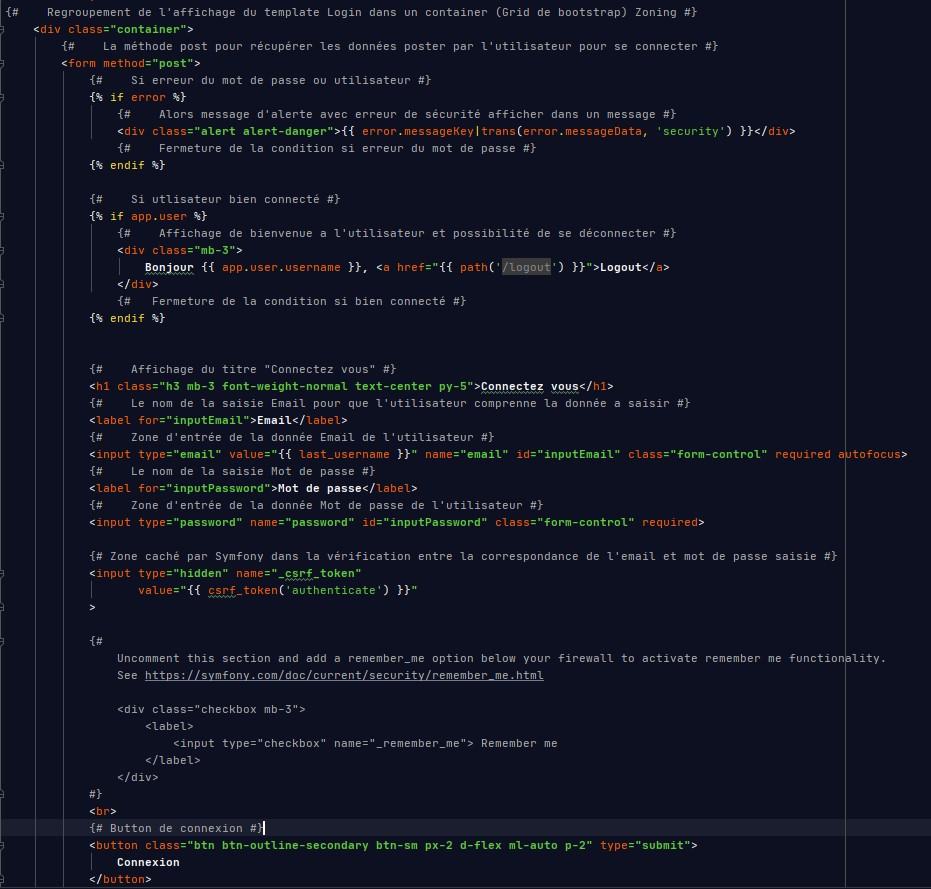 {#    Regroupement de l'affichage du template Login dans un container (Grid de bootstrap) Zoning #}
<div class="container">
{#    La méthode post pour récupérer les données poster par l'utilisateur pour se connecter #}
<form method="post">
{#    Si erreur du mot de passe ou utilisateur #}
{% if error %}
{#    Alors message d'alerte avec erreur de sécurité afficher dans un message #}
<div class="alert alert-danger">{{ error.messageKey|trans(error.messageData, 'security') }}</div>
{#    Fermeture de la condition si erreur du mot de passe #}
{% endif %}
{#    Si utlisateur bien connecté #}
{% if app.user %}
{#    Affichage de bienvenue a l'utilisateur et possibilité de se déconnecter #}
<div class="mb-3">
Bonjour {{ app.user.username }}, <a href="{{ path('/logout') }}">Logout</a>
</div>
{#   Fermeture de la condition si bien connecté #}
{% endif %}
{#    Affichage du titre "Connectez vous" #}
<h1 class="h3 mb-3 font-weight-normal text-center py-5">Connectez vous</h1>
{#    Le nom de la saisie Email pour que l'utilisateur comprenne la donnée a saisir #}
<label for="inputEmail">Email</label>
{#    Zone d'entrée de la donnée Email de l'utilisateur #}
<input type="email" value="{{ last_username }}" name="email" id="inputEmail" class="form-control" required autofocus>
{#    Le nom de la saisie Mot de passe #}
<label for="inputPassword">Mot de passe</label>
{#    Zone d'entrée de la donnée Mot de passe de l'utilisateur #}
<input type="password" name="password" id="inputPassword" class="form-control" required>
{# Zone caché par Symfony dans la vérification entre la correspondance de l'email et mot de passe saisie #}
<input type="hidden" name="_csrf_token"
value="{{ csrf_token('authenticate') }}"
>
{#
Uncomment this section and add a remember_me option below your firewall to activate remember me functionality.
See https://symfony.com/doc/current/security/remember_me.html
<div class="checkbox mb-3">
<label>
<input type="checkbox" name="_remember_me"> Remember me
</label>
</div>
#}
<br>
{# Button de connexion #}
<button class="btn btn-outline-secondary btn-sm px-2 d-flex ml-auto p-2" type="submit">
Connexion
</button>